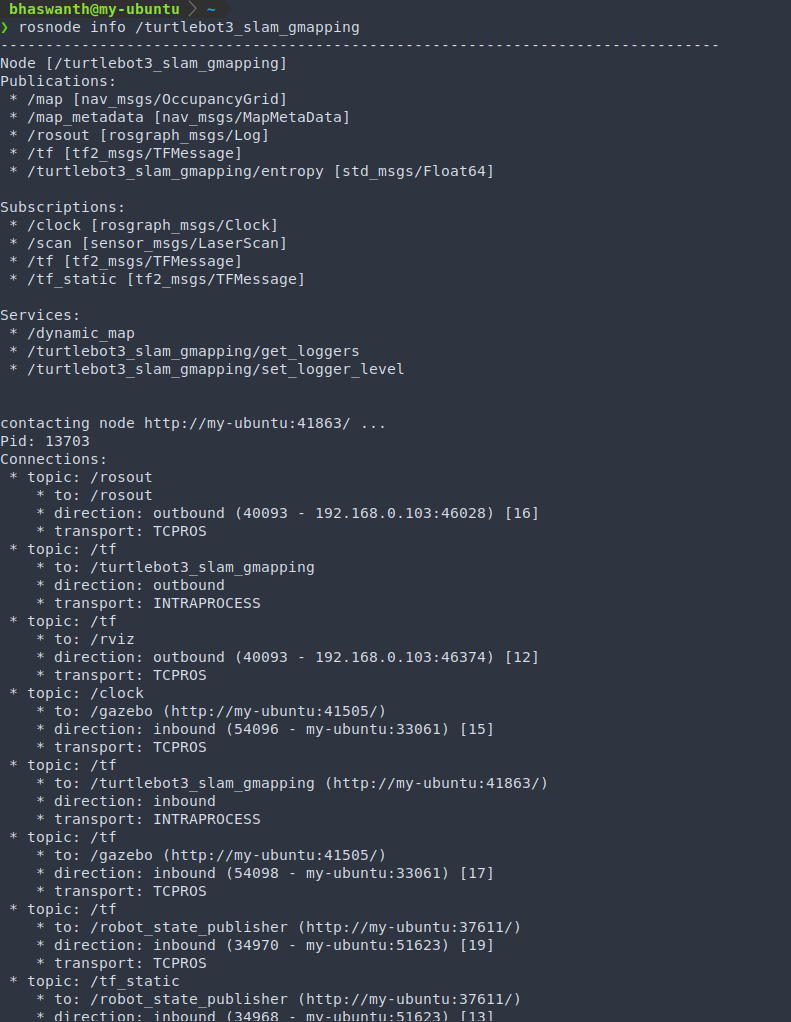 bhaswanth@my-ubuntu ~
❯ rosnode info /turtlebot3_slam_gmapping
--------------------------------------------------------------------------------
Node [/turtlebot3_slam_gmapping]
Publications:
 * /map [nav_msgs/OccupancyGrid]
 * /map_metadata [nav_msgs/MapMetaData]
 * /rosout [rosgraph_msgs/Log]
 * /tf [tf2_msgs/TFMessage]
 * /turtlebot3_slam_gmapping/entropy [std_msgs/Float64]

Subscriptions:
 * /clock [rosgraph_msgs/Clock]
 * /scan [sensor_msgs/LaserScan]
 * /tf [tf2_msgs/TFMessage]
 * /tf_static [tf2_msgs/TFMessage]

Services:
 * /dynamic_map
 * /turtlebot3_slam_gmapping/get_loggers
 * /turtlebot3_slam_gmapping/set_logger_level


contacting node http://my-ubuntu:41863/ ...
Pid: 13703
Connections:
 * topic: /rosout
    * to: /rosout
    * direction: outbound (40093 - 192.168.0.103:46028) [16]
    * transport: TCPROS
 * topic: /tf
    * to: /turtlebot3_slam_gmapping
    * direction: outbound
    * transport: INTRAPROCESS
 * topic: /tf
    * to: /rviz
    * direction: outbound (40093 - 192.168.0.103:46374) [12]
    * transport: TCPROS
 * topic: /clock
    * to: /gazebo (http://my-ubuntu:41505/)
    * direction: inbound (54096 - my-ubuntu:33061) [15]
    * transport: TCPROS
 * topic: /tf
    * to: /turtlebot3_slam_gmapping (http://my-ubuntu:41863/)
    * direction: inbound
    * transport: INTRAPROCESS
 * topic: /tf
    * to: /gazebo (http://my-ubuntu:41505/)
    * direction: inbound (54098 - my-ubuntu:33061) [17]
    * transport: TCPROS
 * topic: /tf
    * to: /robot_state_publisher (http://my-ubuntu:37611/)
    * direction: inbound (34970 - my-ubuntu:51623) [19]
    * transport: TCPROS
 * topic: /tf_static
    * to: /robot_state_publisher (http://my-ubuntu:37611/)
    * direction: inbound (34968 - my-ubuntu:51623) [13]